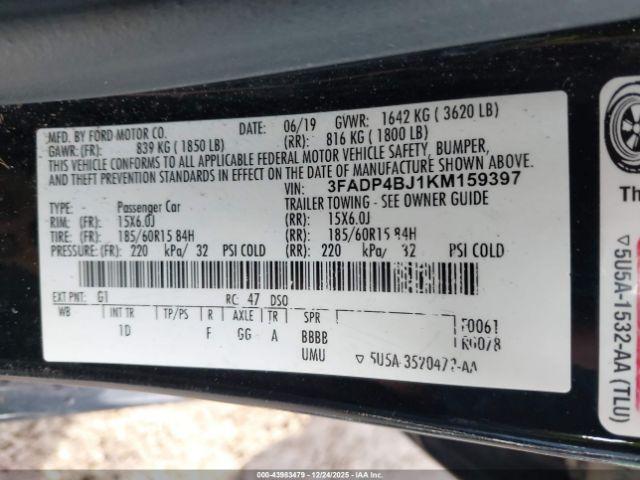 MFD. BY FORD MOTOR CO. DATE: 06/19 GVWR: 1642 KG ( 3620 LB)
GAWR: (FR): 839 KG ( 1850 LB) (RR): 816 KG ( 1800 LB)
THIS VEHICLE CONFORMS TO ALL APPLICABLE FEDERAL MOTOR VEHICLE SAFETY, BUMPER,
AND THEFT PREVENTION STANDARDS IN EFFECT ON THE DATE OF MANUFACTURE SHOWN ABOVE.
VIN: 3FADP4BJ1KM159397
TYPE: Passenger Car TRAILER TOWING - SEE OWNER GUIDE
RIM: (FR): 15X6.0J (RR): 15X6.0J
TIRE: (FR): 185/60R15 84H (RR): 185/60R15 84H
PRESSURE: (FR): 220 kPa/ 32 PSI COLD (RR): 220 kPa/ 32 PSI COLD
EXT PNT: G1 RC: 47 DSO
WB INT TR TP/PS R AXLE TR SPR
1D F GG A BBBB
UMU
F0061
5U5A-
Th
5U5A-1532-AA (TLU)
000-43983479 12/24/2025 IAAI.COM